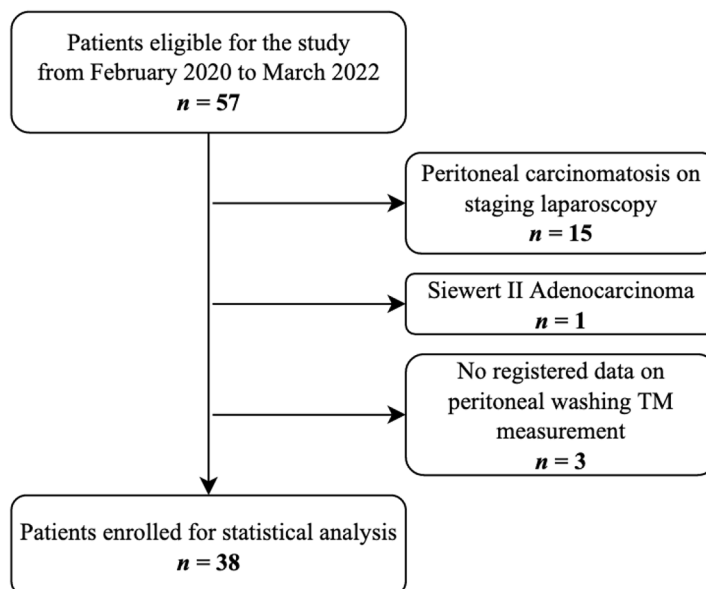 Patients eligible for the study
from February 2020 to March 2022
n = 57
Peritoneal carcinomatosis on
staging laparoscopy
n = 15
Siewert II Adenocarcinoma
n = 1
No registered data on
peritoneal washing TM
measurement
n = 3
Patients enrolled for statistical analysis
n = 38